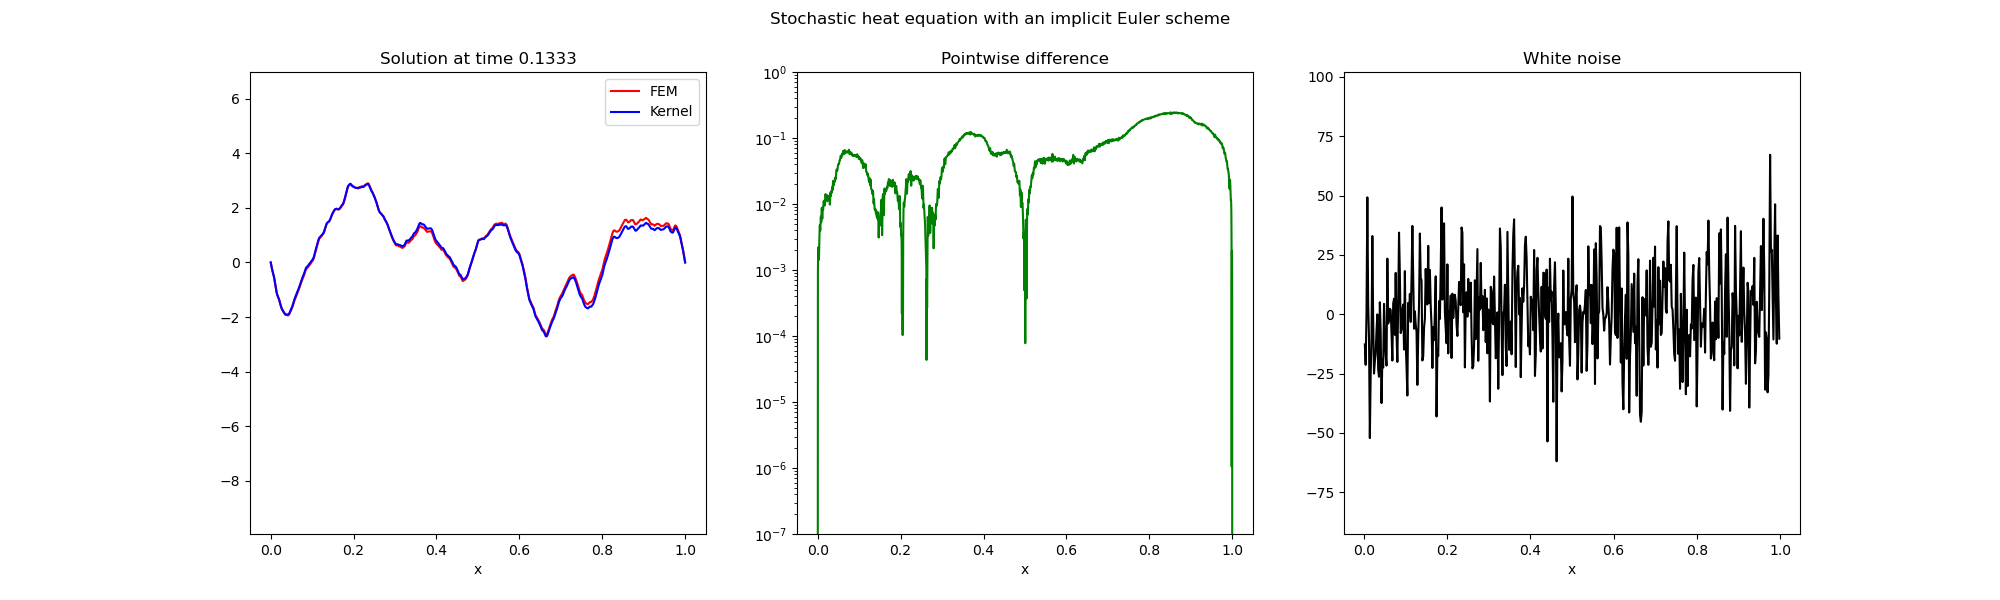 Stochastic heat equation with an implicit Euler scheme
Solution at time 0.1333
6
4
2
0
−2
−4
−6
−8
FEM
Kernel
0.0 0.2 0.4 0.6 0.8 1.0
x
Pointwise difference
10⁰
10⁻¹
10⁻²
10⁻³
10⁻⁴
10⁻⁵
10⁻⁶
10⁻⁷
0.0 0.2 0.4 0.6 0.8 1.0
x
White noise
100
75
50
25
0
−25
−50
−75
0.0 0.2 0.4 0.6 0.8 1.0
x